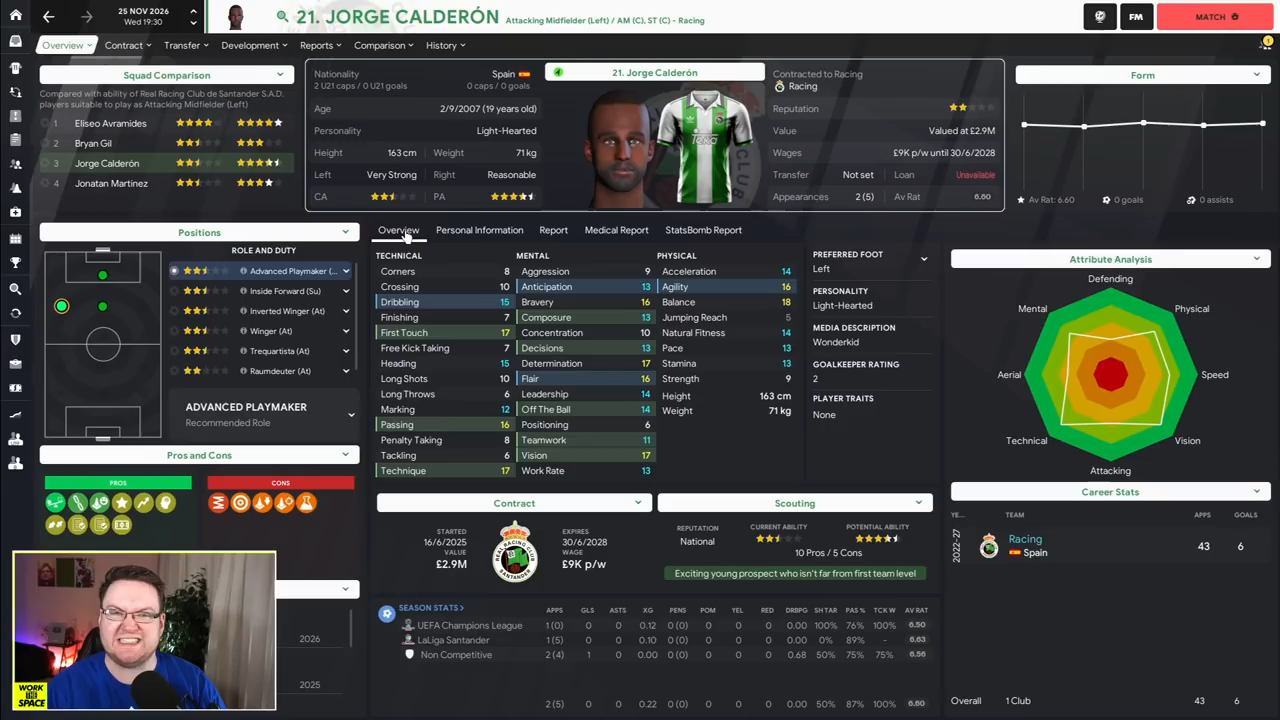 25 NOV 2026
Wed 19:30
21. JORGE CALDERÓN
Attacking Midfielder (Left) / AM (C), ST (C) - Racing
FM
MATCH
Overview
Contract
Transfer
Development
Reports
Comparison
History
1
Squad Comparison
Compared with ability of Real Racing Club de Santander S.A.D.
players suitable to play as Attacking Midfielder (Left)
1 Eliseo Avramides
2 Bryan Gil
3 Jorge Calderón
4 Jonatan Martínez
Nationality Spain
2 U21 caps / 0 U21 goals 0 caps / 0 goals
Age 2/9/2007 (19 years old)
Personality Light-Hearted
Height 163 cm Weight 71 kg
Left Very Strong Right Reasonable
CA PA
21. Jorge Calderón
Contracted to Racing
Racing
Reputation
Value Valued at £2.9M
Wages £9K p/w until 30/6/2028
Transfer Not set Loan Unavailable
Appearances 2 (5) Av Rat 6.60
Form
Av Rat: 6.60 0 goals 0 assists
Positions
ROLE AND DUTY
Advanced Playmaker (...
Inside Forward (Su)
Inverted Winger (At)
Winger (At)
Trequartista (At)
Raumdeuter (At)
ADVANCED PLAYMAKER
Recommended Role
Pros and Cons
PROS
CONS
2026
2025
WORK
THE
SPACE
Overview
Personal Information
Report
Medical Report
StatsBomb Report
TECHNICAL
Corners 8
Crossing 10
Dribbling 15
Finishing 7
First Touch 17
Free Kick Taking 7
Heading 15
Long Shots 10
Long Throws 6
Marking 12
Passing 16
Penalty Taking 8
Tackling 6
Technique 17
MENTAL
Aggression 9
Anticipation 13
Bravery 16
Composure 13
Concentration 10
Decisions 13
Determination 17
Flair 16
Leadership 14
Off The Ball 14
Positioning 6
Teamwork 11
Vision 17
Work Rate 13
PHYSICAL
Acceleration 14
Agility 16
Balance 18
Jumping Reach 5
Natural Fitness 14
Pace 13
Stamina 13
Strength 9
Height 163 cm
Weight 71 kg
PREFERRED FOOT
Left
PERSONALITY
Light-Hearted
MEDIA DESCRIPTION
Wonderkid
GOALKEEPER RATING
2
PLAYER TRAITS
None
Attribute Analysis
Defending
Mental
Physical
Aerial
Speed
Technical
Vision
Attacking
Contract
STARTED
16/6/2025
VALUE
£2.9M
EXPIRES
30/6/2028
WAGE
£9K p/w
Scouting
REPUTATION
National
CURRENT ABILITY
POTENTIAL ABILITY
10 Pros / 5 Cons
Exciting young prospect who isn't far from first team level
Career Stats
YE... TEAM APPS GOALS
2022-27 Racing 43 6
Spain
Overall 1 Club 43 6
SEASON STATS APPS GLS ASTS XG PENS POM YEL RED DRBPG SH TAR PAS % TCK W AV RAT
UEFA Champions League 1(0) 0 0 0.12 0 (0) 0 0 0 0.00 100% 76% 100% 6.50
LaLiga Santander 1(5) 0 0 0.10 0 (0) 0 0 0 0.00 0% 89% - 6.63
Non Competitive 2 (4) 1 0 0.00 0 (0) 0 0 0 0.68 50% 75% 75% 6.56
2 (5) 0 0 0.22 0 (0) 0 0 0 0.00 50% 87% 100% 6.60